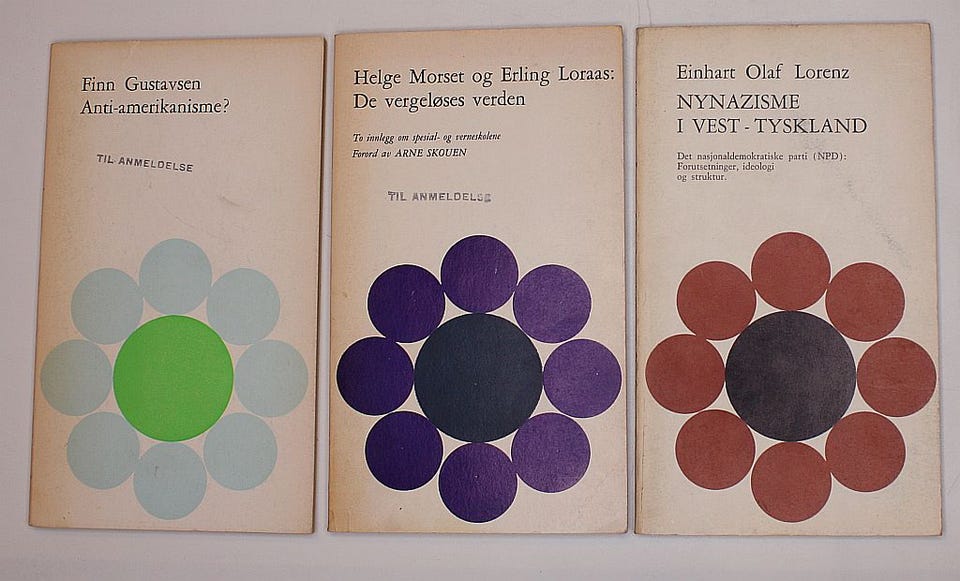 Finn Gustavsen
Anti-amerikanisme?
TIL ANMELDELSE
Helge Morset og Erling Loraas:
De vergeløses verden
To innlegg om spesial- og verneskolene
Forord av ARNE SKOUEN
TIL ANMELDELSE
Einhart Olaf Lorenz
NYNAZISME
I VEST - TYSKLAND
Det nasjonaldemokratiske parti (NPD):
Forutsetninger, ideologi
og struktur.